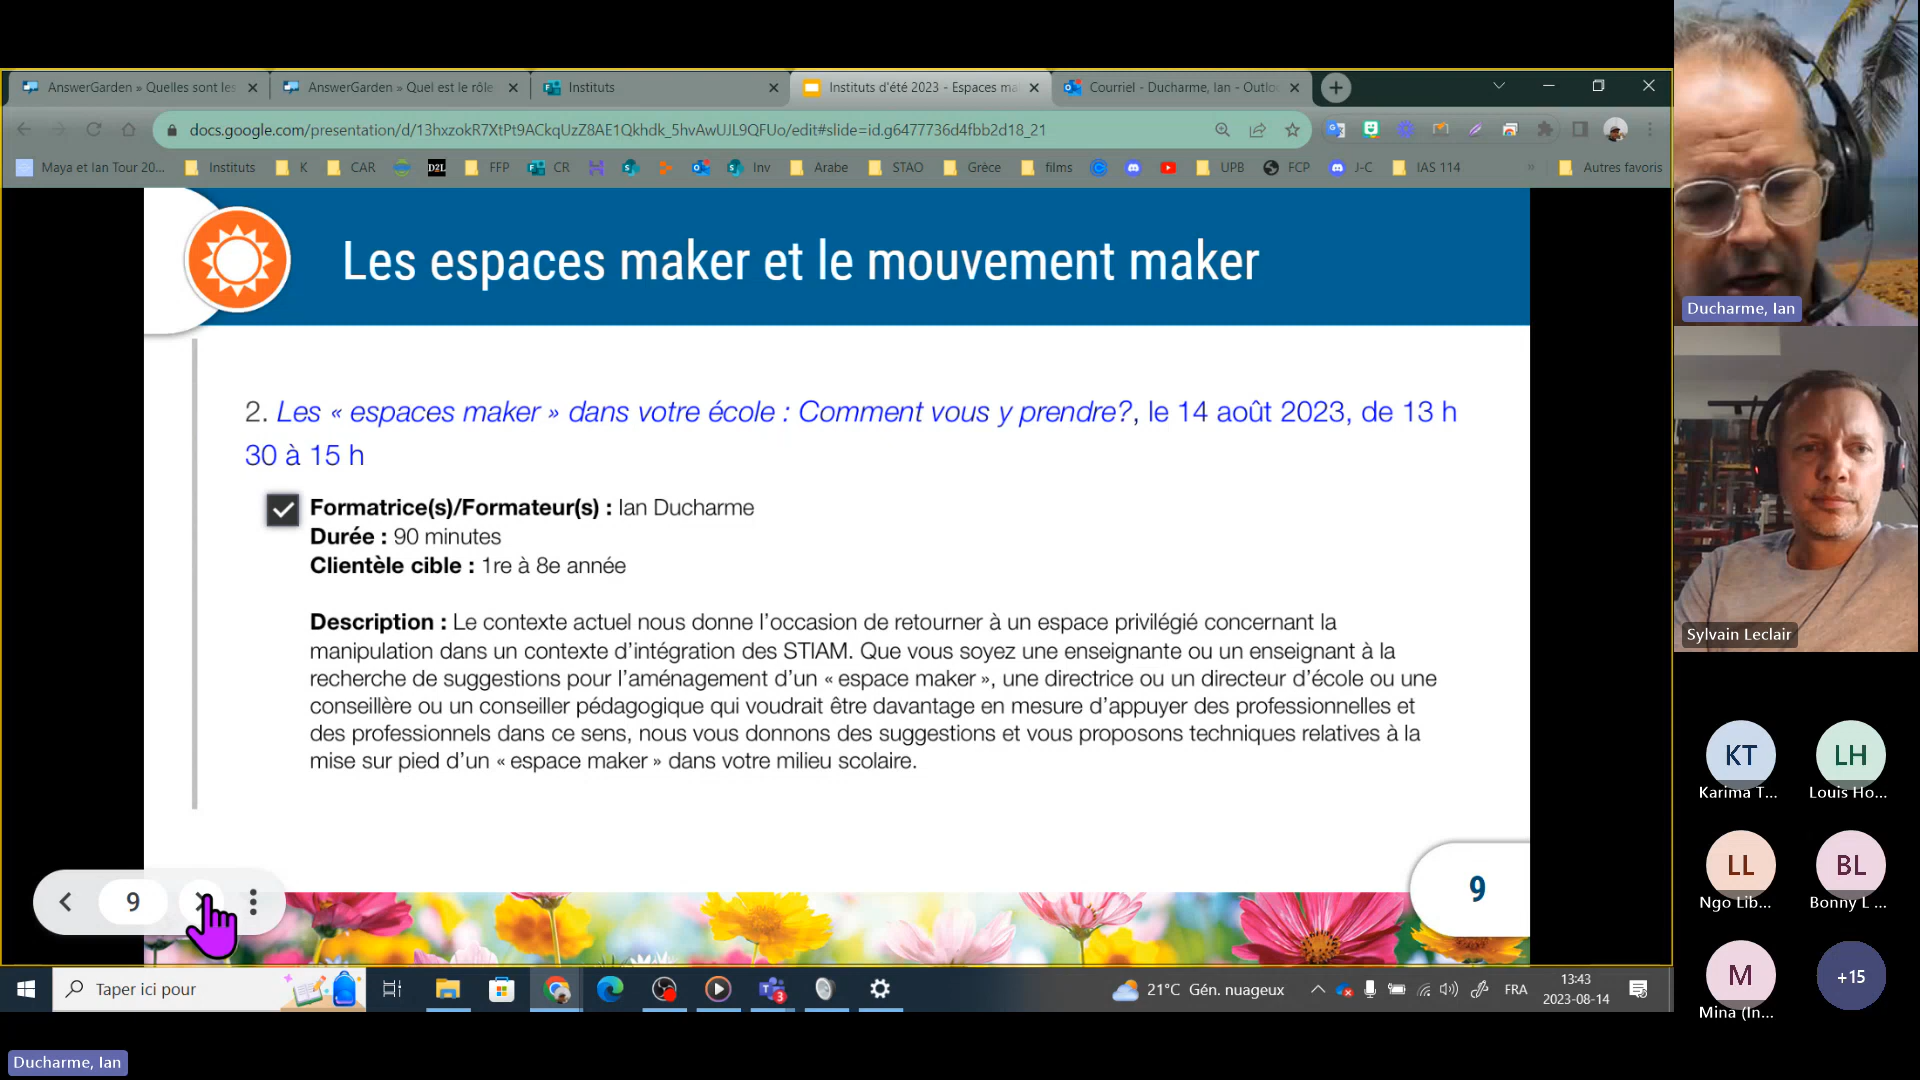 AnswerGarden » Quelles sont les
AnswerGarden » Quel est le rôle
Instituts
Instituts d'été 2023 - Espaces ma
Courriel - Ducharme, Ian - Outlo
docs.google.com/presentation/d/13hxzokR7XtPt9ACkqUzZ8AE1Qkhdk_5hvAwUJL9QFUo/edit#slide=id.g6477736d4fbb2d18_21
Maya et Ian Tour 20...
Instituts
K
CAR
D2L
FFP
CR
Inv
Arabe
STAO
Grèce
films
UPB
FCP
J-C
IAS 114
»
Autres favoris
Les espaces maker et le mouvement maker
2. Les « espaces maker » dans votre école : Comment vous y prendre?, le 14 août 2023, de 13 h
30 à 15 h
Formatrice(s)/Formateur(s) : Ian Ducharme
Durée : 90 minutes
Clientèle cible : 1re à 8e année
Description : Le contexte actuel nous donne l'occasion de retourner à un espace privilégié concernant la
manipulation dans un contexte d'intégration des STIAM. Que vous soyez une enseignante ou un enseignant à la
recherche de suggestions pour l'aménagement d'un « espace maker », une directrice ou un directeur d'école ou une
conseillère ou un conseiller pédagogique qui voudrait être davantage en mesure d'appuyer des professionnelles et
des professionnels dans ce sens, nous vous donnons des suggestions et vous proposons techniques relatives à la
mise sur pied d'un « espace maker » dans votre milieu scolaire.
9
9
Taper ici pour
3
21°C Gén. nuageux
FRA
13:43
2023-08-14
Ducharme, Ian
Sylvain Leclair
KT
Karima T...
LH
Louis Ho...
LL
Ngo Lib...
BL
Bonny L ...
M
Mina (In...
+15
Ducharme, Ian